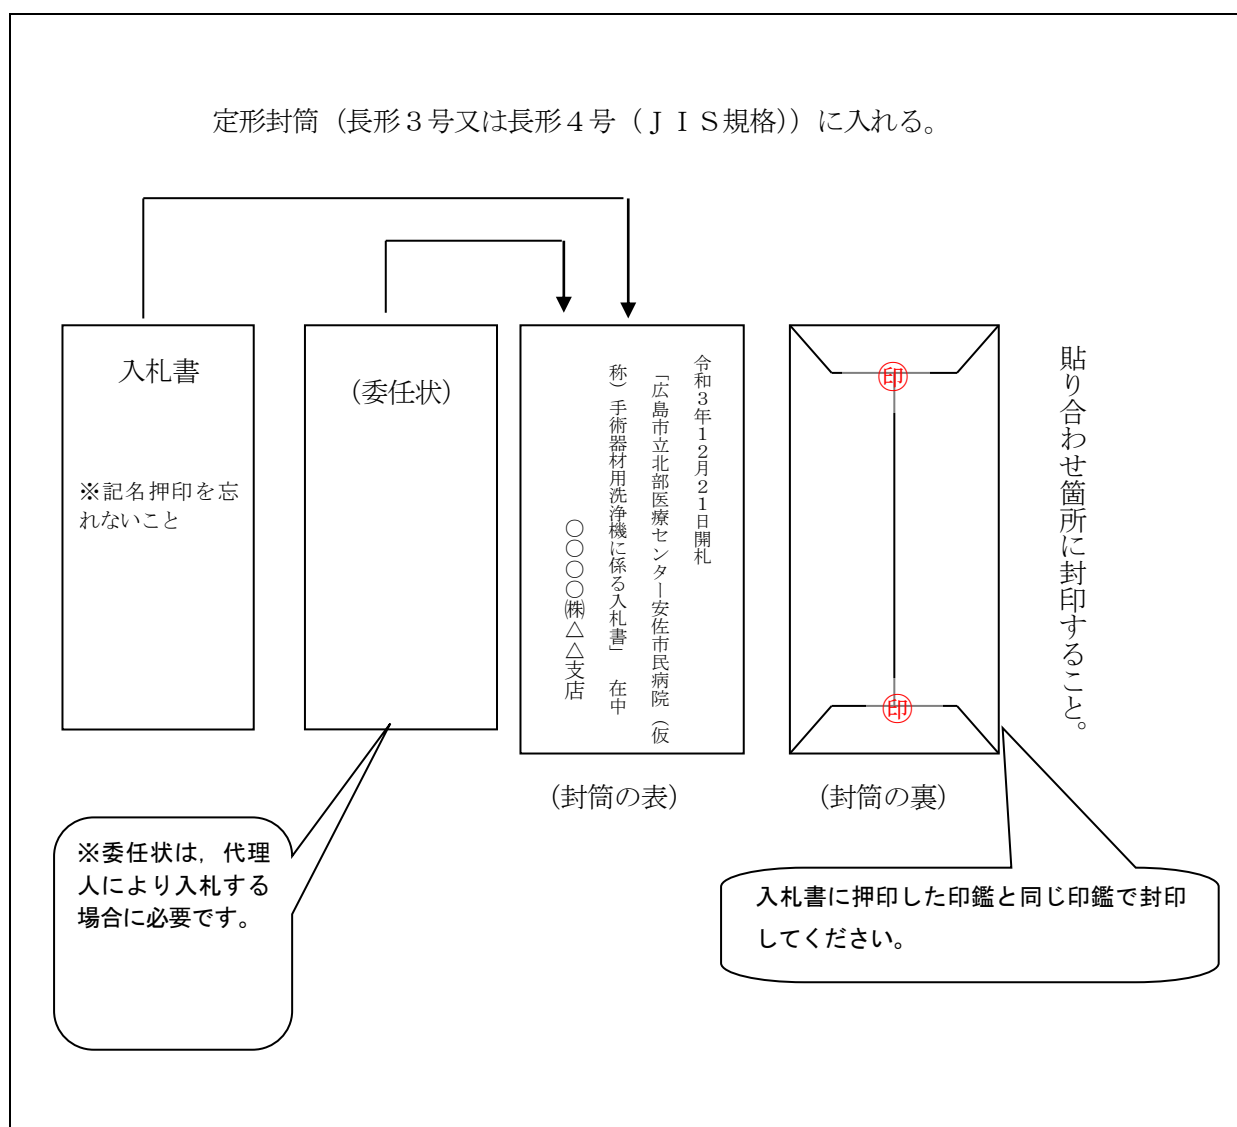 定形封筒（長形３号又は長形４号（ＪＩＳ規格））に入れる。
入札書
※記名押印を忘
れないこと
（委任状）
令和３年１２月２１日開札
「広島市立北部医療センター安佐市民病院（仮
称）手術器材用洗浄機に係る入札書」　在中
○○○○㈱△△支店
印
印
貼り合わせ箇所に封印すること。
（封筒の表）
（封筒の裏）
※委任状は，代理
人により入札する
場合に必要です。
入札書に押印した印鑑と同じ印鑑で封印
してください。